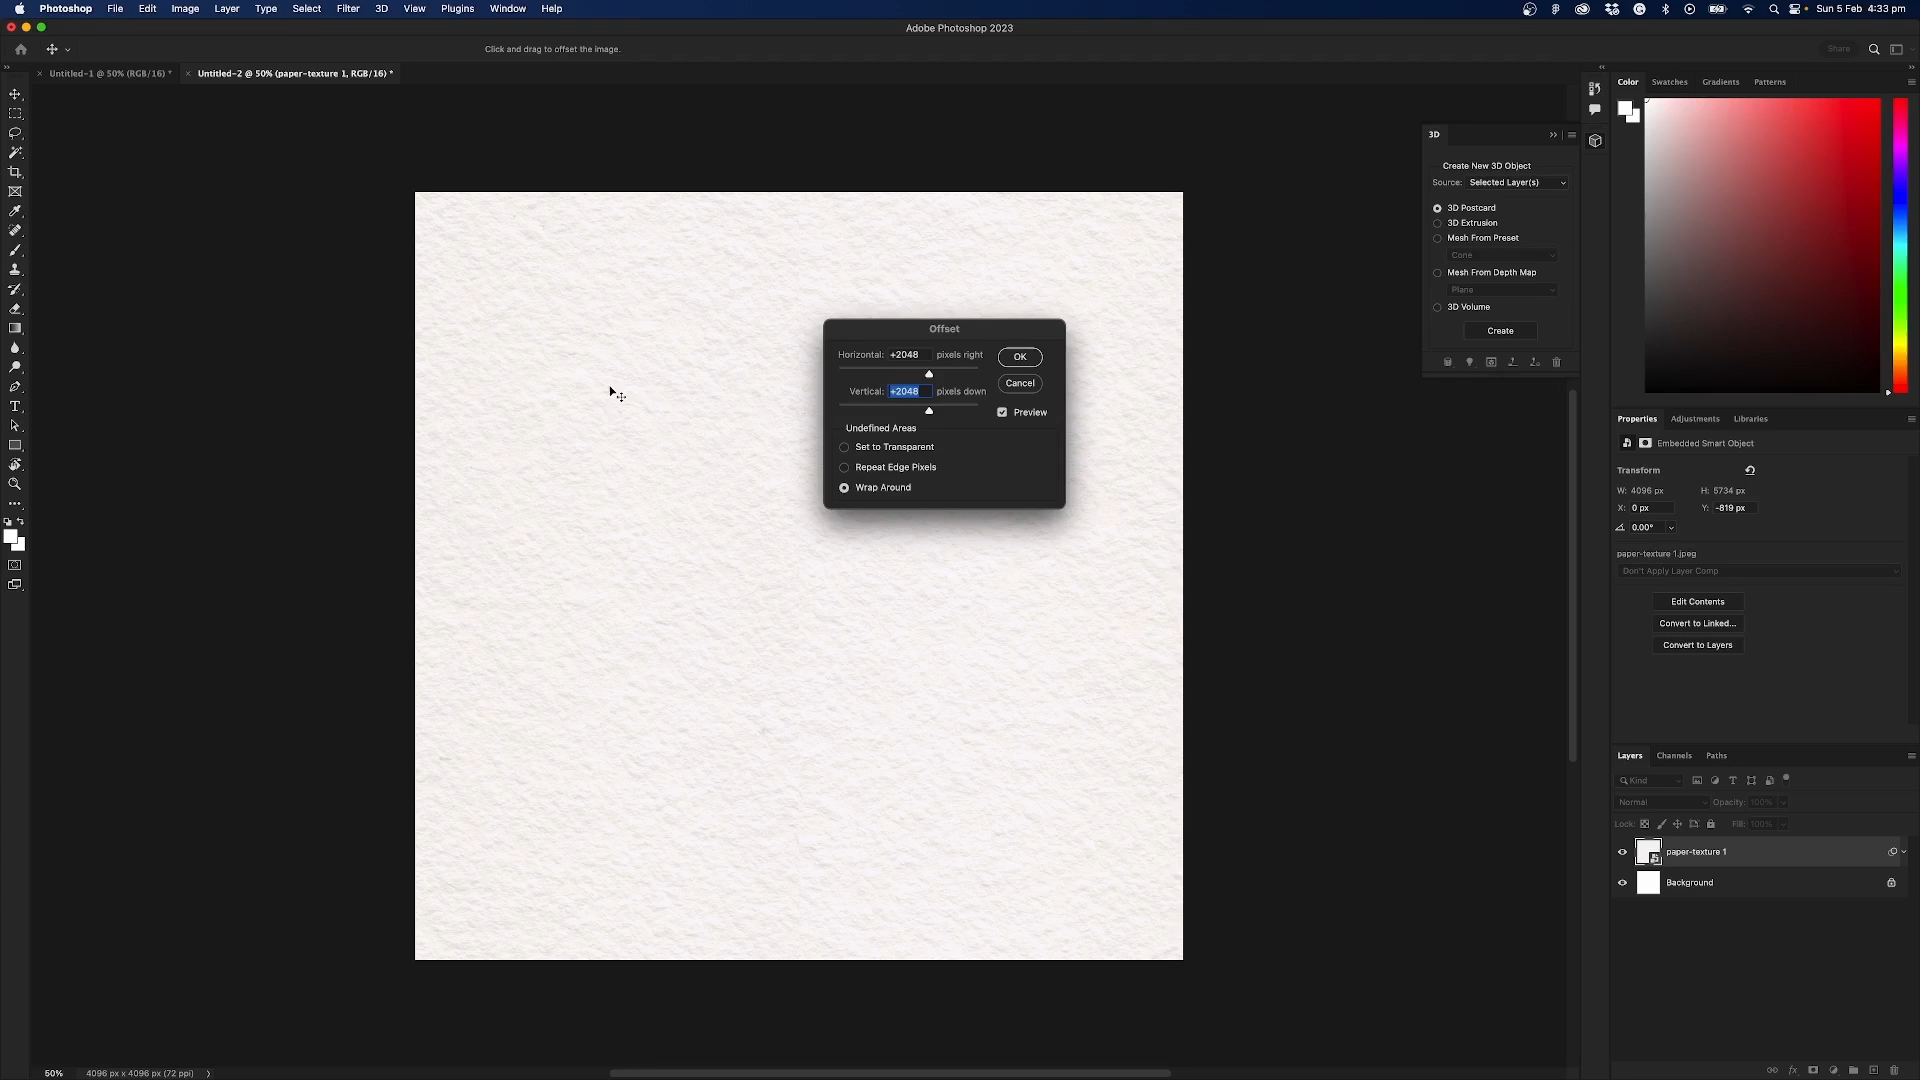 Photoshop File Edit Image Layer Type Select Filter 3D View Plugins Window Help
Sun 5 Feb 4:33 pm
Adobe Photoshop 2023
Click and drag to offset the image.
Share
Untitled-1 @ 50% (RGB/16) *
Untitled-2 @ 50% (paper-texture 1, RGB/16) *
3D
Create New 3D Object
Source: Selected Layer(s)
3D Postcard
3D Extrusion
Mesh From Preset
Cone
Mesh From Depth Map
Plane
3D Volume
Create
Offset
Horizontal: +2048 pixels right
OK
Vertical: +2048 pixels down
Cancel
Preview
Undefined Areas
Set to Transparent
Repeat Edge Pixels
Wrap Around
Color Swatches Gradients Patterns
Properties Adjustments Libraries
Embedded Smart Object
Transform
W: 4096 px H: 5734 px
X: 0 px Y: -819 px
0.00°
paper-texture 1.jpeg
Don't Apply Layer Comp
Edit Contents
Convert to Linked...
Convert to Layers
Layers Channels Paths
Kind
Normal Opacity: 100%
Lock: Fill: 100%
paper-texture 1
Background
50% 4096 px x 4096 px (72 ppi)